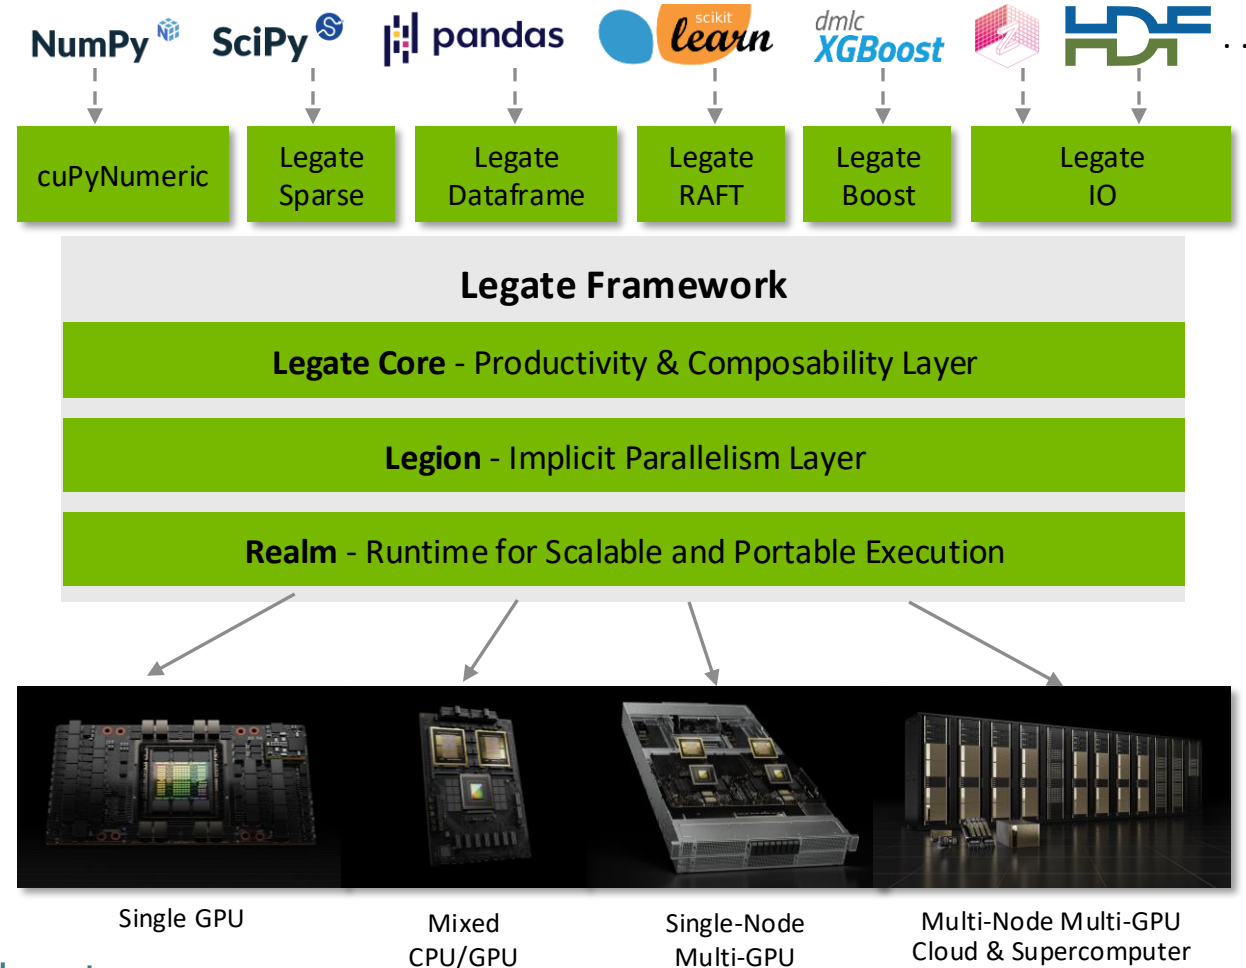 NumPy
SciPy
pandas
scikit
learn
dmlc
XGBoost
HDF
. .
cuPyNumeric
Legate
Sparse
Legate
Dataframe
Legate
RAFT
Legate
Boost
Legate
IO
Legate Framework
Legate Core - Productivity & Composability Layer
Legion - Implicit Parallelism Layer
Realm - Runtime for Scalable and Portable Execution
Single GPU
Mixed
CPU/GPU
Single-Node
Multi-GPU
Multi-Node Multi-GPU
Cloud & Supercomputer